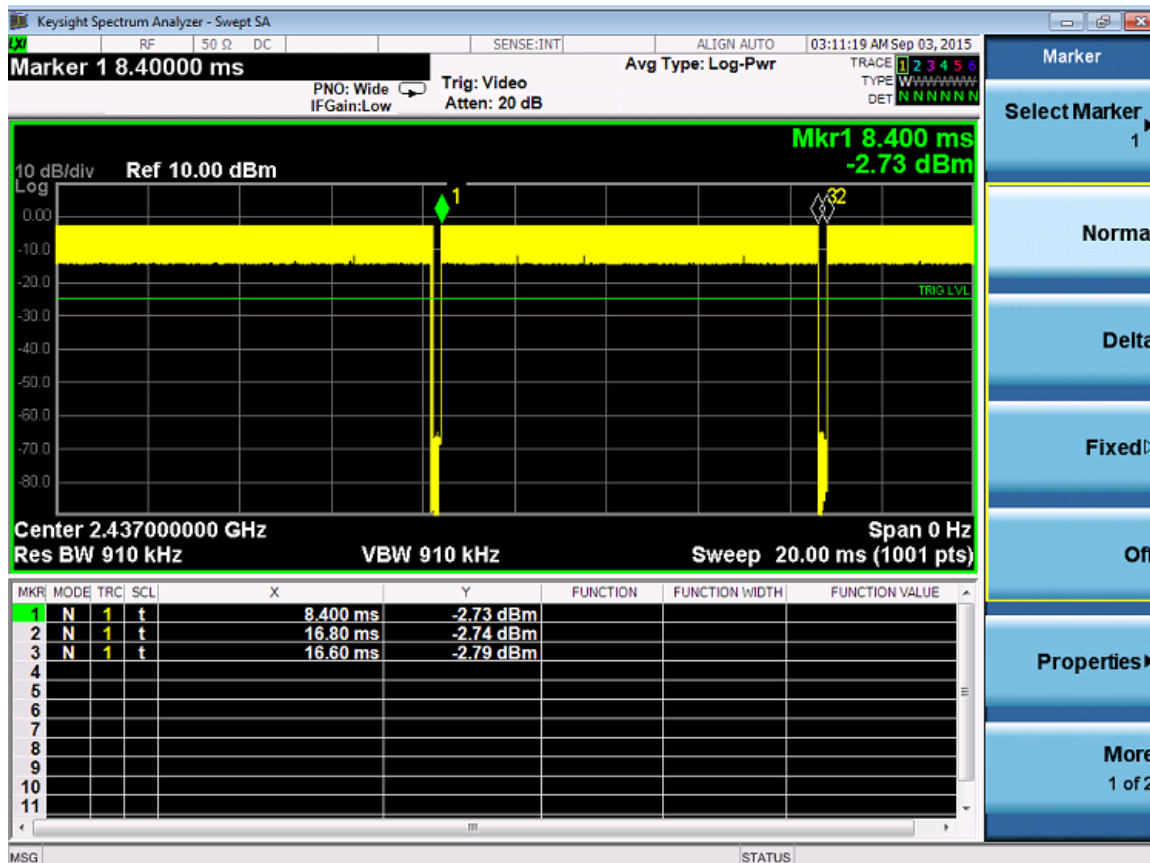 Keysight Spectrum Analyzer - Swept SA
LXI RF 50 Ω DC SENSE:INT ALIGN AUTO 03:11:19 AM Sep 03, 2015
Marker 1 8.40000 ms
PNO: Wide
IFGain:Low
Trig: Video
Atten: 20 dB
Avg Type: Log-Pwr
TRACE 1 2 3 4 5 6
TYPE WWWWWW
DET N N N N N N
Mkr1 8.400 ms
-2.73 dBm
10 dB/div Ref 10.00 dBm
Log
1
32
0.00
-10.0
-20.0
TRIG LVL
-30.0
-40.0
-50.0
-60.0
-70.0
-80.0
Center 2.437000000 GHz Span 0 Hz
Res BW 910 kHz VBW 910 kHz Sweep 20.00 ms (1001 pts)
MKR MODE TRC SCL X Y FUNCTION FUNCTION WIDTH FUNCTION VALUE
1 N 1 t 8.400 ms -2.73 dBm
2 N 1 t 16.80 ms -2.74 dBm
3 N 1 t 16.60 ms -2.79 dBm
4
5
6
7
8
9
10
11
MSG STATUS
Marker
Select Marker
1
Norma
Delta
Fixed
Off
Properties
More
1 of 2